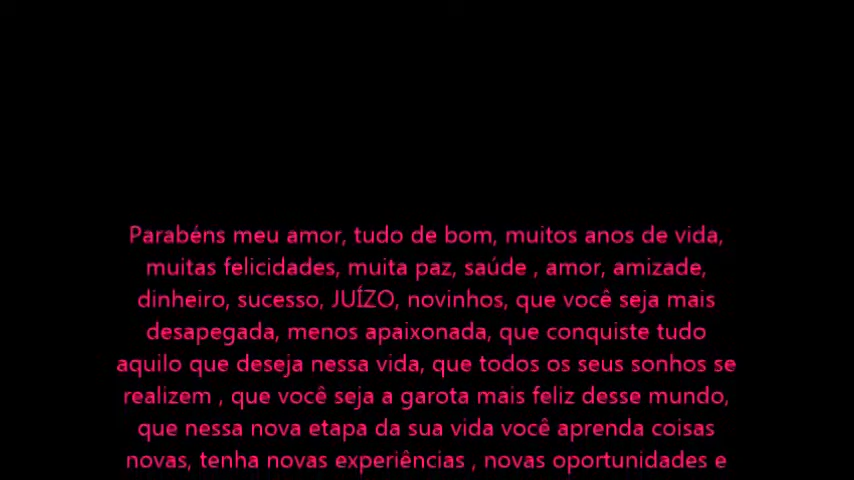 Parabéns meu amor, tudo de bom, muitos anos de vida,
muitas felicidades, muita paz, saúde , amor, amizade,
dinheiro, sucesso, JUÍZO, novinhos, que você seja mais
desapegada, menos apaixonada, que conquiste tudo
aquilo que deseja nessa vida, que todos os seus sonhos se
realizem , que você seja a garota mais feliz desse mundo,
que nessa nova etapa da sua vida você aprenda coisas
novas, tenha novas experiências , novas oportunidades e